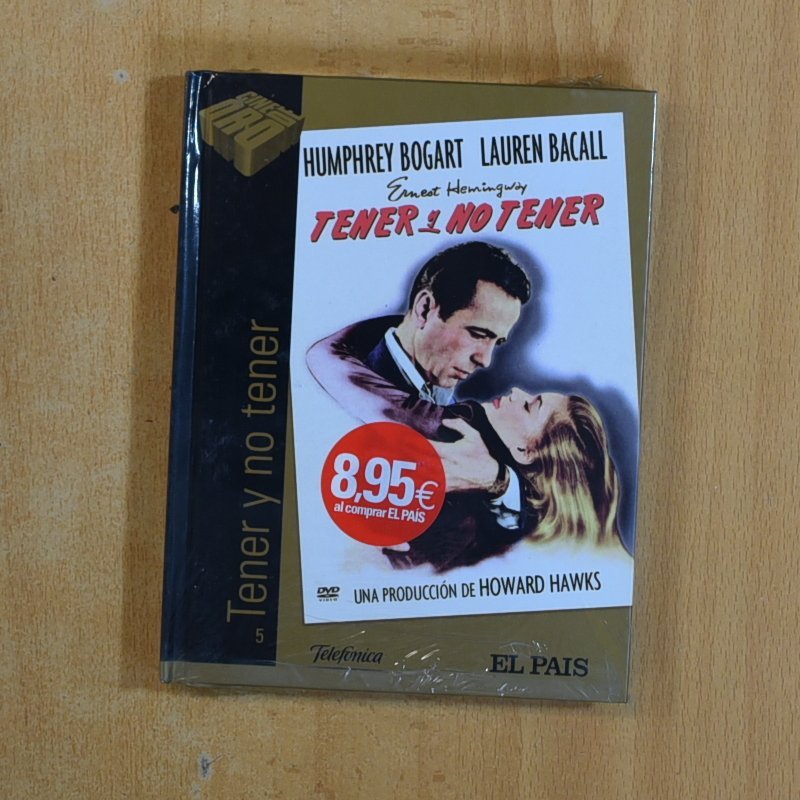 CINE de
ORO
HUMPHREY BOGART LAUREN BACALL
Ernest Hemingway
TENER y NO TENER
8,95€
al comprar EL PAÍS
DVD
VIDEO
UNA PRODUCCIÓN DE HOWARD HAWKS
Tener y no tener
5
Telefónica
EL PAIS